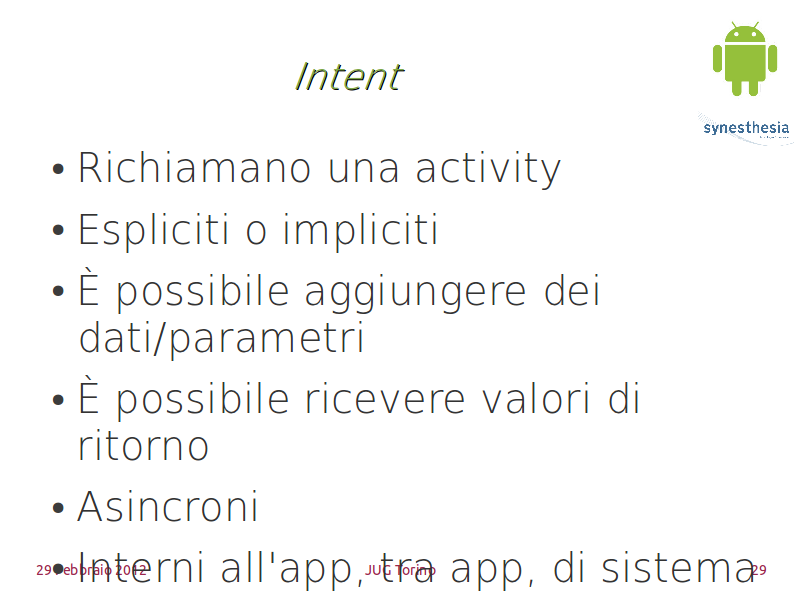 Intent
synesthesia
• Richiamano una activity
• Espliciti o impliciti
• È possibile aggiungere dei
dati/parametri
• È possibile ricevere valori di
ritorno
• Asincroni
• Interni all'app, tra app, di sistema
29 Febbraio 2012
JUG Torino
29